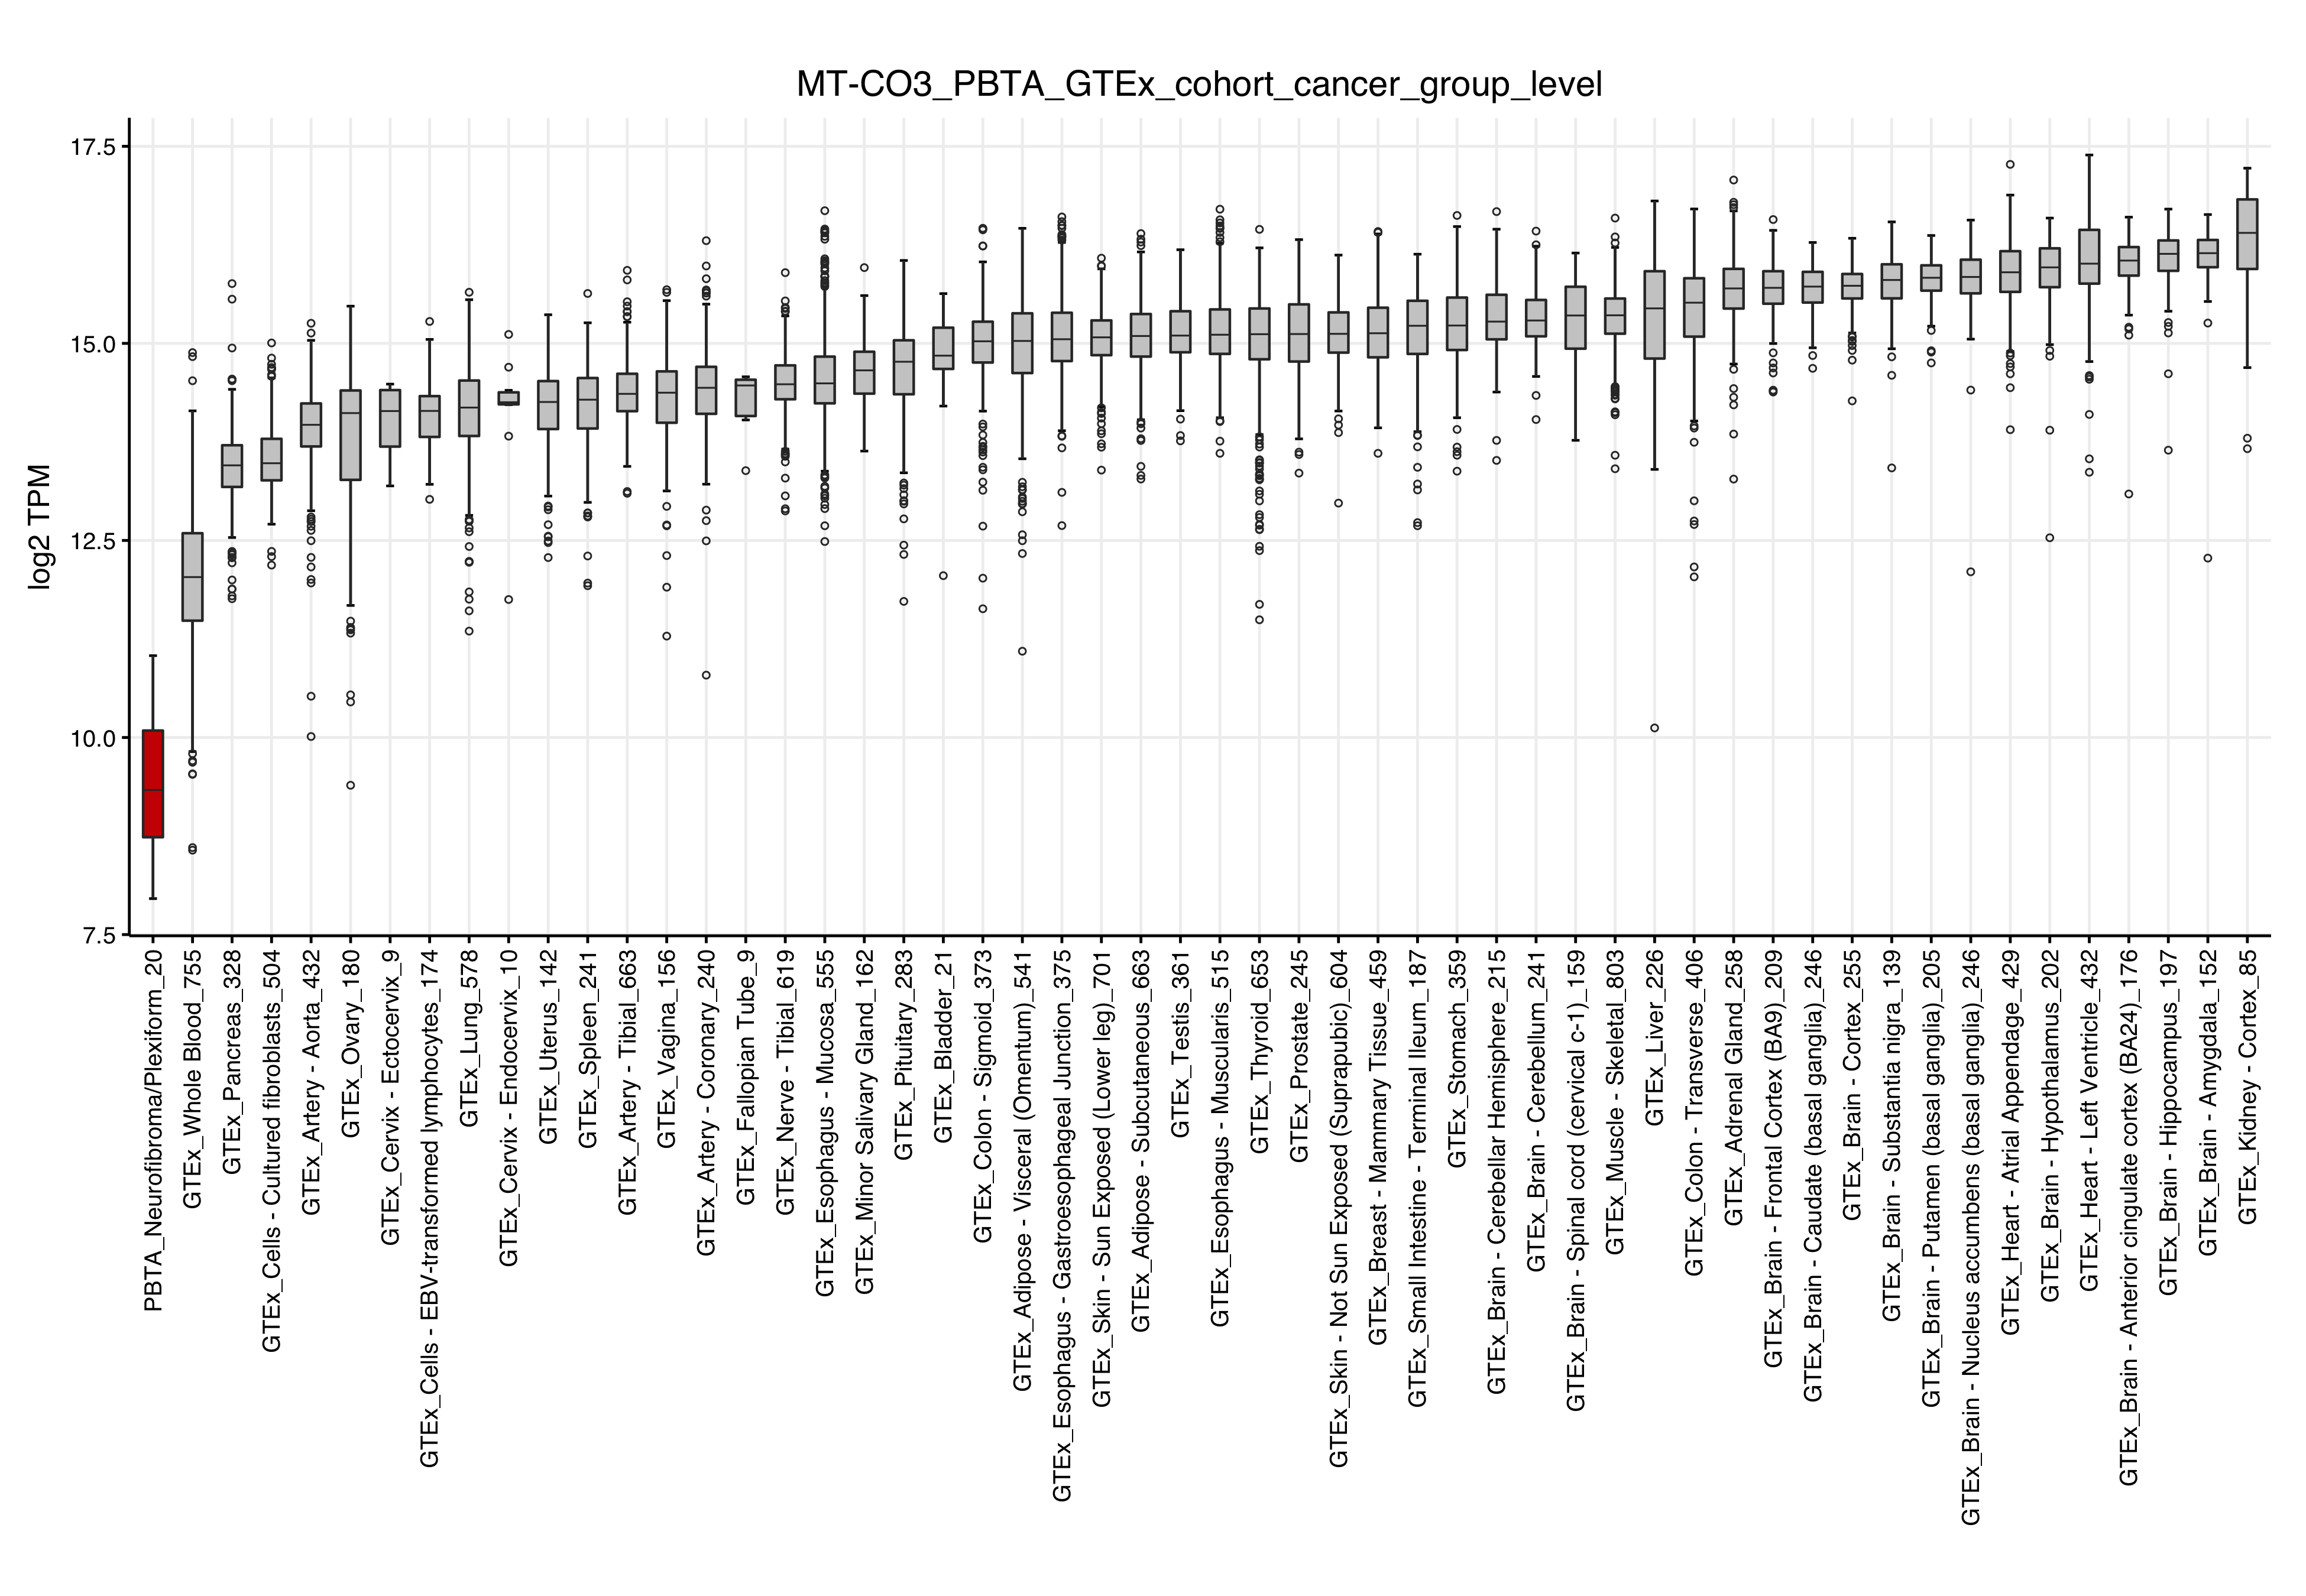 MT-CO3_PBTA_GTEx_cohort_cancer_group_level
log2 TPM
17.5
15.0
12.5
10.0
7.5
PBTA_Neurofibroma/Plexiform_20
GTEx_Whole Blood_755
GTEx_Pancreas_328
GTEx_Cells - Cultured fibroblasts_504
GTEx_Artery - Aorta_432
GTEx_Ovary_180
GTEx_Cervix - Ectocervix_9
GTEx_Cells - EBV-transformed lymphocytes_174
GTEx_Lung_578
GTEx_Cervix - Endocervix_10
GTEx_Uterus_142
GTEx_Spleen_241
GTEx_Artery - Tibial_663
GTEx_Vagina_156
GTEx_Artery - Coronary_240
GTEx_Fallopian Tube_9
GTEx_Nerve - Tibial_619
GTEx_Esophagus - Mucosa_555
GTEx_Minor Salivary Gland_162
GTEx_Pituitary_283
GTEx_Bladder_21
GTEx_Colon - Sigmoid_373
GTEx_Adipose - Visceral (Omentum)_541
GTEx_Esophagus - Gastroesophageal Junction_375
GTEx_Skin - Sun Exposed (Lower leg)_701
GTEx_Adipose - Subcutaneous_663
GTEx_Testis_361
GTEx_Esophagus - Muscularis_515
GTEx_Thyroid_653
GTEx_Prostate_245
GTEx_Skin - Not Sun Exposed (Suprapubic)_604
GTEx_Breast - Mammary Tissue_459
GTEx_Small Intestine - Terminal Ileum_187
GTEx_Stomach_359
GTEx_Brain - Cerebellar Hemisphere_215
GTEx_Brain - Cerebellum_241
GTEx_Brain - Spinal cord (cervical c-1)_159
GTEx_Muscle - Skeletal_803
GTEx_Liver_226
GTEx_Colon - Transverse_406
GTEx_Adrenal Gland_258
GTEx_Brain - Frontal Cortex (BA9)_209
GTEx_Brain - Caudate (basal ganglia)_246
GTEx_Brain - Cortex_255
GTEx_Brain - Substantia nigra_139
GTEx_Brain - Putamen (basal ganglia)_205
GTEx_Brain - Nucleus accumbens (basal ganglia)_246
GTEx_Heart - Atrial Appendage_429
GTEx_Brain - Hypothalamus_202
GTEx_Heart - Left Ventricle_432
GTEx_Brain - Anterior cingulate cortex (BA24)_176
GTEx_Brain - Hippocampus_197
GTEx_Brain - Amygdala_152
GTEx_Kidney - Cortex_85